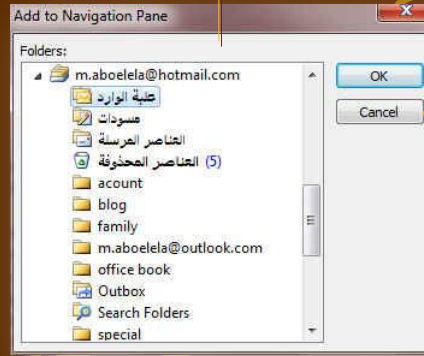 Add to Navigation Pane
Folders:
m.aboelela@hotmail.com
OK
علبة الوارد
Cancel
مسودات
العناصر المرسلة
العناصر المحذوفة (5)
acount
blog
family
m.aboelela@outlook.com
office book
Outbox
Search Folders
special